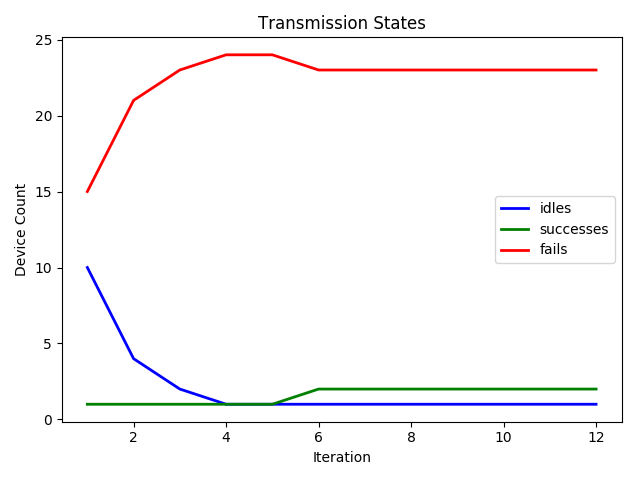 Transmission States
Device Count
25
20
15
10
5
0
idles
successes
fails
2 4 6 8 10 12
Iteration